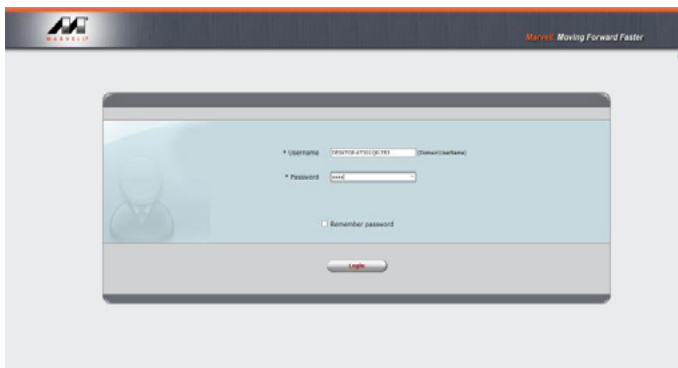 MARVELL
Marvell. Moving Forward Faster
* Username (Domain\UserName)
* Password
Remember password
Login